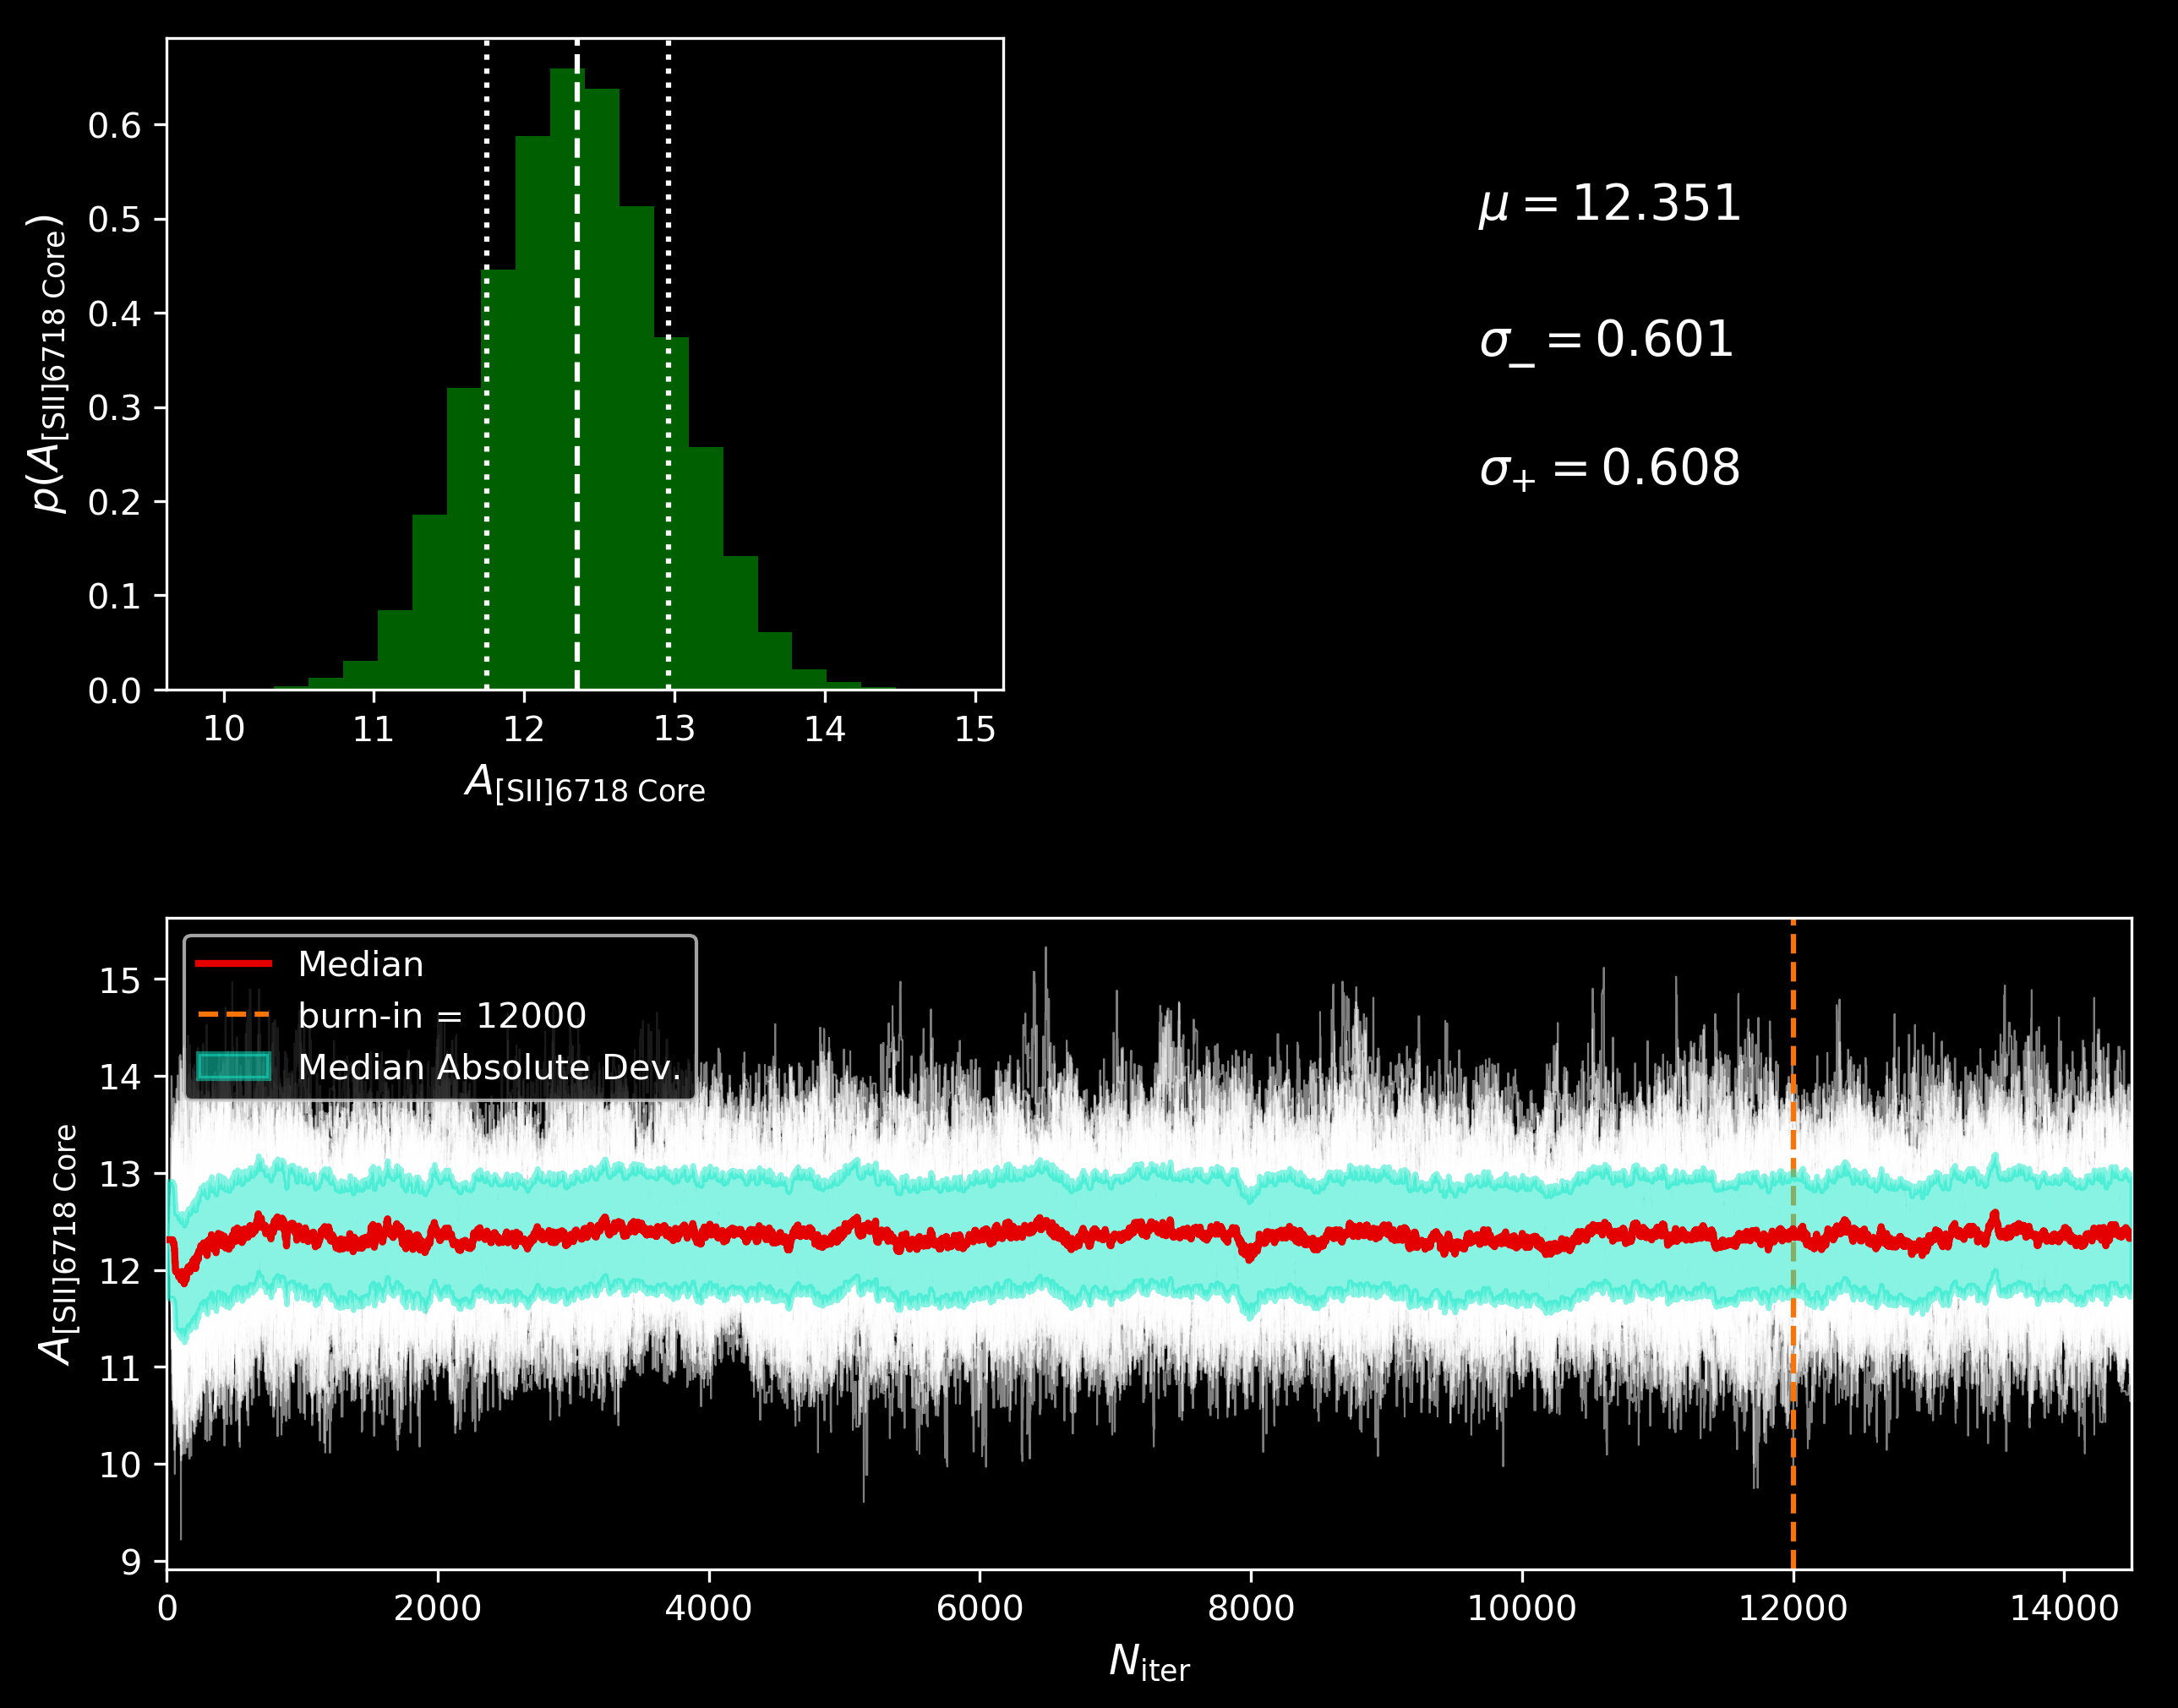 0.6
0.5
0.4
0.3
0.2
0.1
0.0
p(A[SII]6718 Core)
10 11 12 13 14 15
A[SII]6718 Core
μ = 12.351
σ− = 0.601
σ+ = 0.608
Median
burn-in = 12000
Median Absolute Dev.
15
14
13
12
11
10
9
A[SII]6718 Core
0 2000 4000 6000 8000 10000 12000 14000
Niter